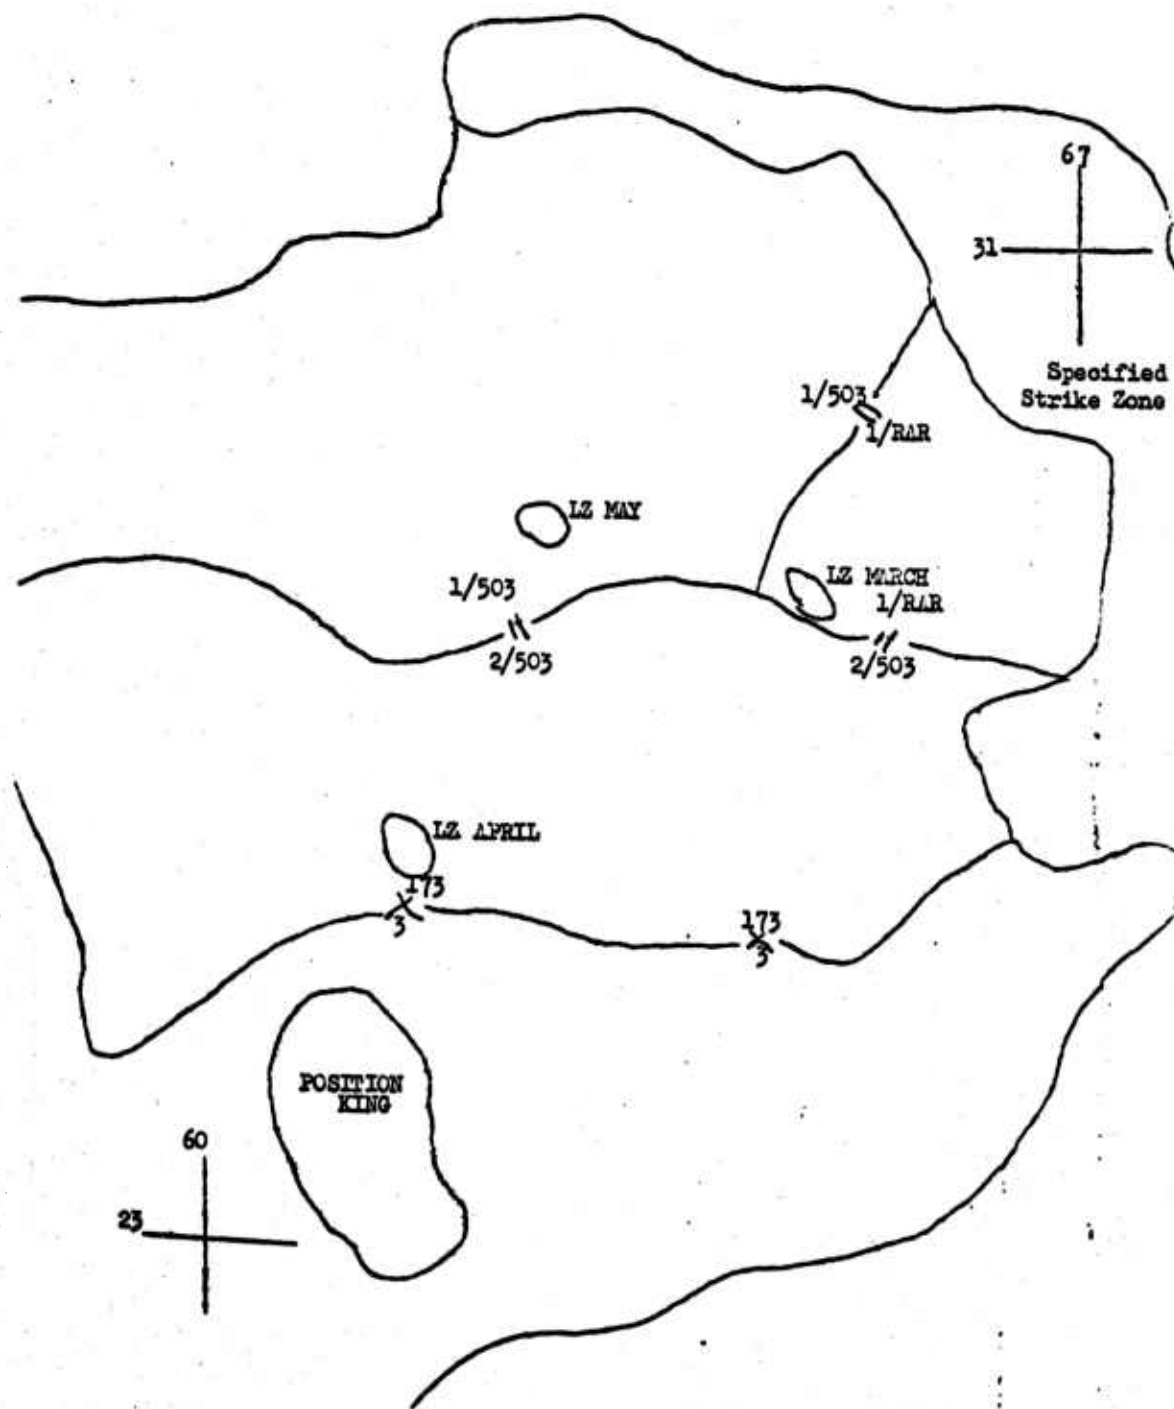 67
31
Specified
Strike Zone
1/503
1/RAR
LZ MAY
LZ MARCH
1/RAR
1/503
2/503
2/503
LZ APRIL
173
3
173
3
POSITION
KING
60
23